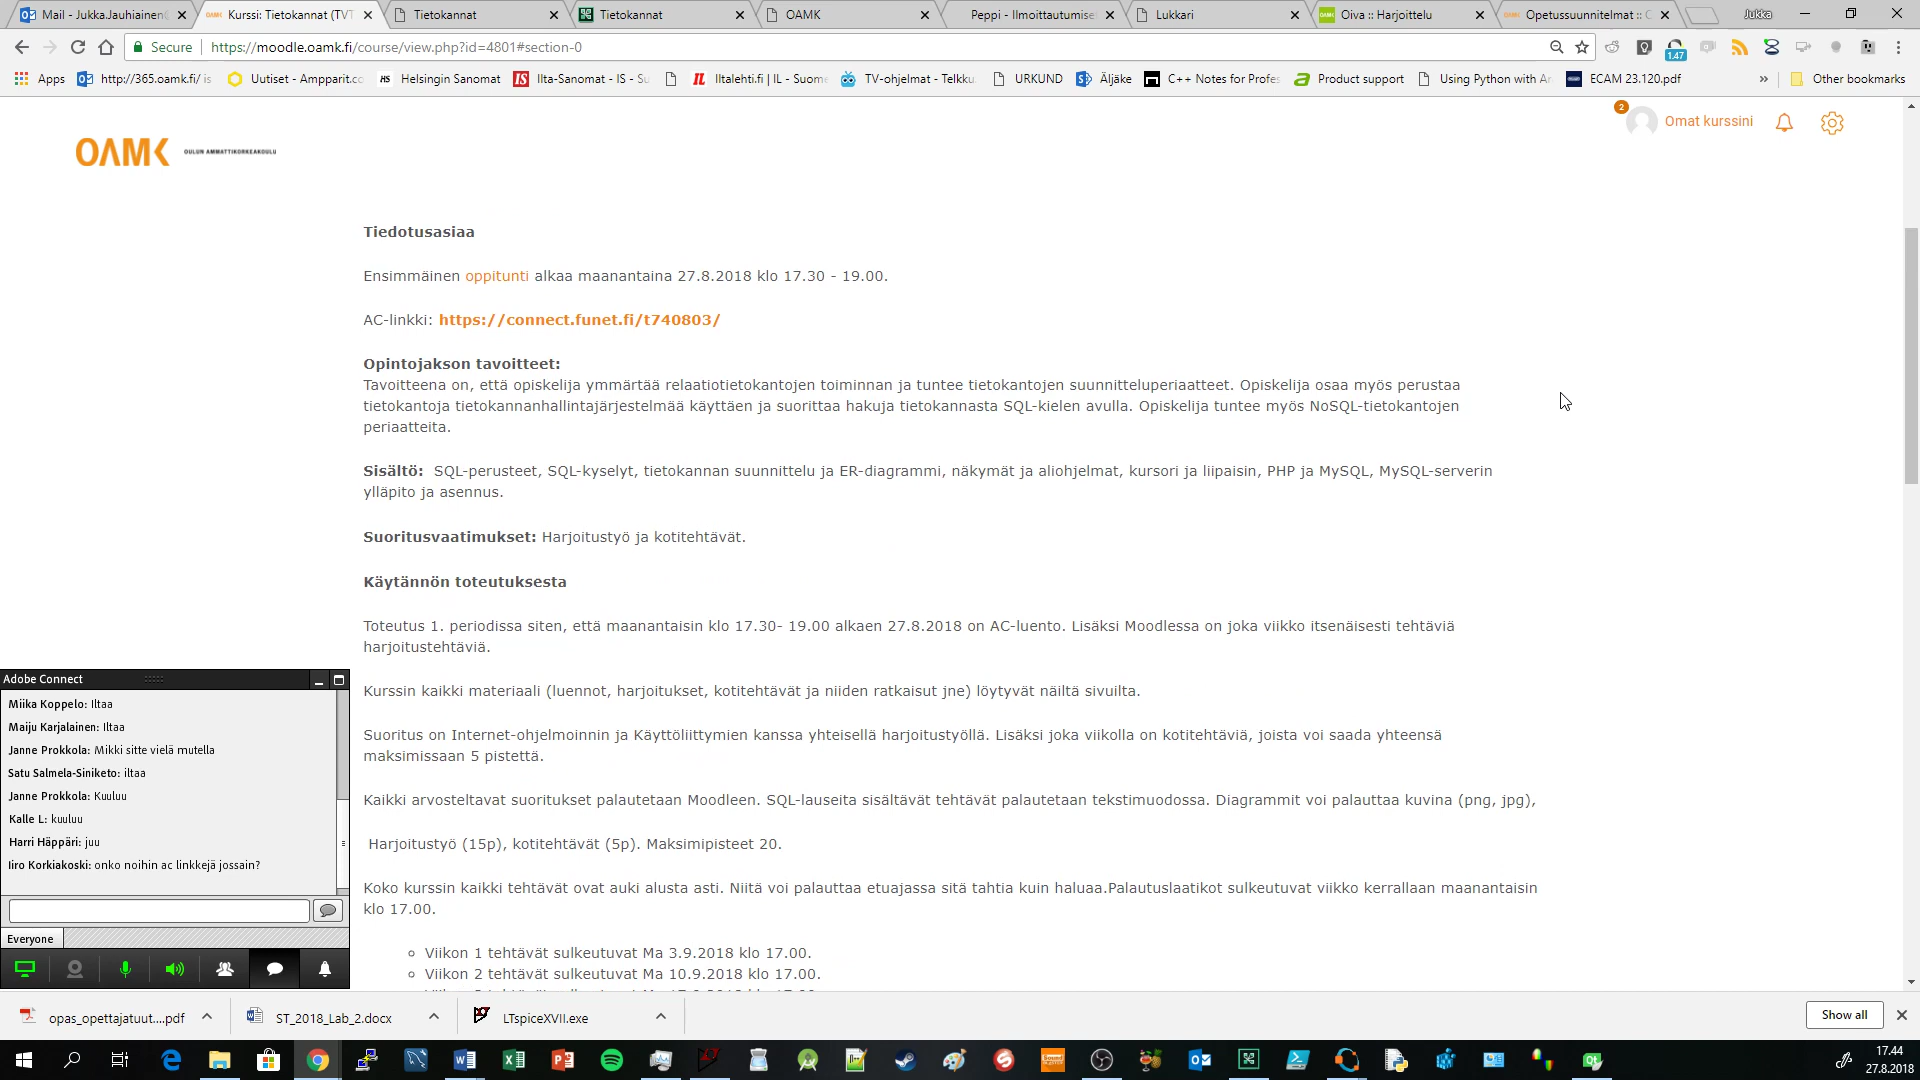 Mail - Jukka.Jauhiainen@
Kurssi: Tietokannat (TVT
Tietokannat
Tietokannat
OAMK
Peppi - Ilmoittautumise
Lukkari
Oiva :: Harjoittelu
Opetussuunnitelmat :: C
Jukka
Secure
https://moodle.oamk.fi/course/view.php?id=4801#section-0
1.47
Apps
http://365.oamk.fi/ is
Uutiset - Ampparit.co
Helsingin Sanomat
Ilta-Sanomat - IS - Su
Iltalehti.fi | IL - Suome
TV-ohjelmat - Telkku
URKUND
Äljäke
C++ Notes for Profes
Product support
Using Python with Ar
ECAM 23.120.pdf
»
Other bookmarks
2
Omat kurssini
OAMK OULUN AMMATTIKORKEAKOULU
Tiedotusasiaa
Ensimmäinen oppitunti alkaa maanantaina 27.8.2018 klo 17.30 - 19.00.
AC-linkki: https://connect.funet.fi/t740803/
Opintojakson tavoitteet:
Tavoitteena on, että opiskelija ymmärtää relaatiotietokantojen toiminnan ja tuntee tietokantojen suunnitteluperiaatteet. Opiskelija osaa myös perustaa
tietokantoja tietokannanhallintajärjestelmää käyttäen ja suorittaa hakuja tietokannasta SQL-kielen avulla. Opiskelija tuntee myös NoSQL-tietokantojen
periaatteita.
Sisältö: SQL-perusteet, SQL-kyselyt, tietokannan suunnittelu ja ER-diagrammi, näkymät ja aliohjelmat, kursori ja liipaisin, PHP ja MySQL, MySQL-serverin
ylläpito ja asennus.
Suoritusvaatimukset: Harjoitustyö ja kotitehtävät.
Käytännön toteutuksesta
Toteutus 1. periodissa siten, että maanantaisin klo 17.30- 19.00 alkaen 27.8.2018 on AC-luento. Lisäksi Moodlessa on joka viikko itsenäisesti tehtäviä
harjoitustehtäviä.
Kurssin kaikki materiaali (luennot, harjoitukset, kotitehtävät ja niiden ratkaisut jne) löytyvät näiltä sivuilta.
Suoritus on Internet-ohjelmoinnin ja Käyttöliittymien kanssa yhteisellä harjoitustyöllä. Lisäksi joka viikolla on kotitehtäviä, joista voi saada yhteensä
maksimissaan 5 pistettä.
Kaikki arvosteltavat suoritukset palautetaan Moodleen. SQL-lauseita sisältävät tehtävät palautetaan tekstimuodossa. Diagrammit voi palauttaa kuvina (png, jpg),
Harjoitustyö (15p), kotitehtävät (5p). Maksimipisteet 20.
Koko kurssin kaikki tehtävät ovat auki alusta asti. Niitä voi palauttaa etuajassa sitä tahtia kuin haluaa.Palautuslaatikot sulkeutuvat viikko kerrallaan maanantaisin
klo 17.00.
Viikon 1 tehtävät sulkeutuvat Ma 3.9.2018 klo 17.00.
Viikon 2 tehtävät sulkeutuvat Ma 10.9.2018 klo 17.00.
Adobe Connect
Miika Koppelo: Iltaa
Maiju Karjalainen: Iltaa
Janne Prokkola: Mikki sitte vielä mutella
Satu Salmela-Siniketo: iltaa
Janne Prokkola: Kuuluu
Kalle L: kuuluu
Harri Häppäri: juu
Iiro Korkiakoski: onko noihin ac linkkejä jossain?
Everyone
opas_opettajatuut....pdf
ST_2018_Lab_2.docx
LTspiceXVII.exe
Show all
17.44
27.8.2018